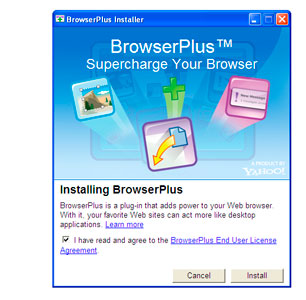 BrowserPlus Installer
BrowserPlus™
Supercharge Your Browser
New Message
A PRODUCT OF
YAHOO!
Installing BrowserPlus
BrowserPlus is a plug-in that adds power to your Web browser.
With it, your favorite Web sites can act more like desktop
applications. Learn more
I have read and agree to the BrowserPlus End User License
Agreement.
Cancel
Install